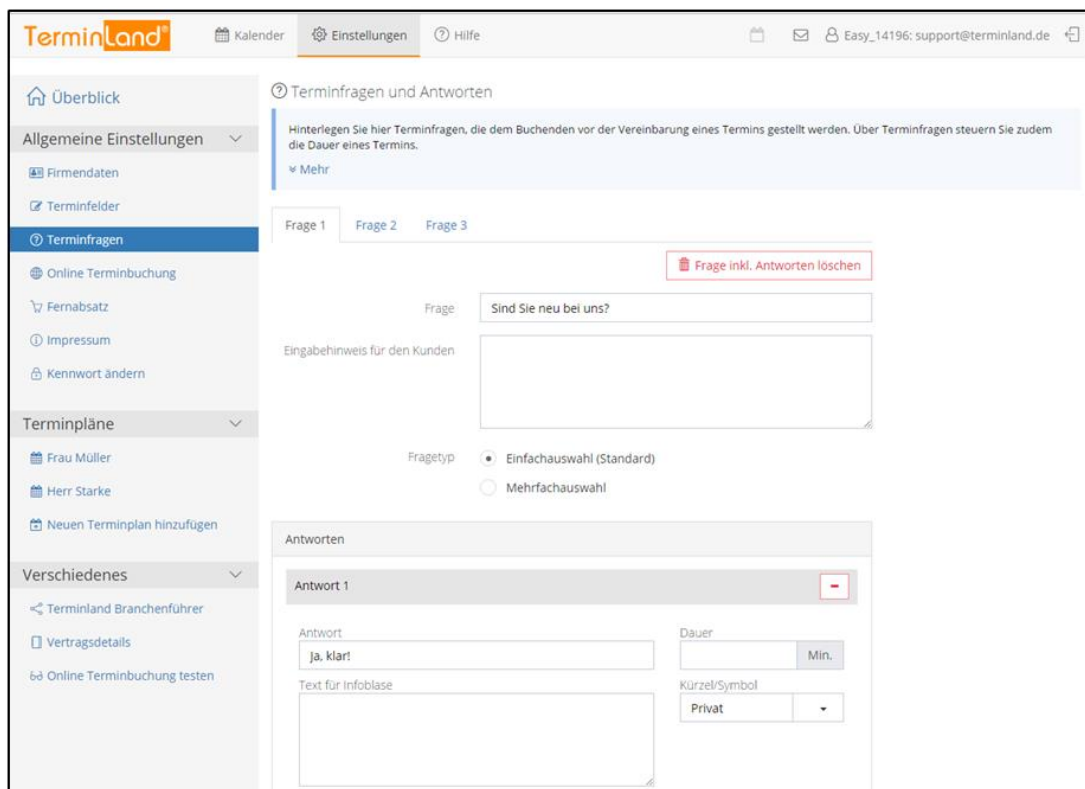 Terminland®
Kalender
Einstellungen
Hilfe
Easy_14196: support@terminland.de
Überblick
Allgemeine Einstellungen
Firmendaten
Terminfelder
Terminfragen
Online Terminbuchung
Fernabsatz
Impressum
Kennwort ändern
Terminpläne
Frau Müller
Herr Starke
Neuen Terminplan hinzufügen
Verschiedenes
Terminland Branchenführer
Vertragsdetails
Online Terminbuchung testen
Terminfragen und Antworten
Hinterlegen Sie hier Terminfragen, die dem Buchenden vor der Vereinbarung eines Termins gestellt werden. Über Terminfragen steuern Sie zudem
die Dauer eines Termins.
Mehr
Frage 1
Frage 2
Frage 3
Frage inkl. Antworten löschen
Frage
Sind Sie neu bei uns?
Eingabehinweis für den Kunden
Fragetyp
Einfachauswahl (Standard)
Mehrfachauswahl
Antworten
Antwort 1
Antwort
Ja, klar!
Dauer
Min.
Text für Infoblase
Kürzel/Symbol
Privat